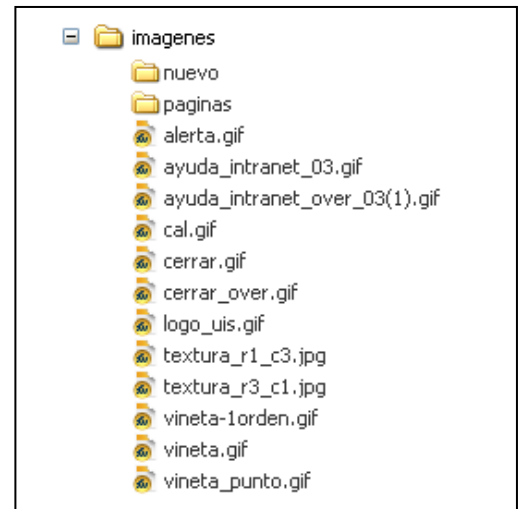 imagenes
nuevo
paginas
alerta.gif
ayuda_intranet_03.gif
ayuda_intranet_over_03(1).gif
cal.gif
cerrar.gif
cerrar_over.gif
logo_uis.gif
textura_r1_c3.jpg
textura_r3_c1.jpg
vineta-1orden.gif
vineta.gif
vineta_punto.gif